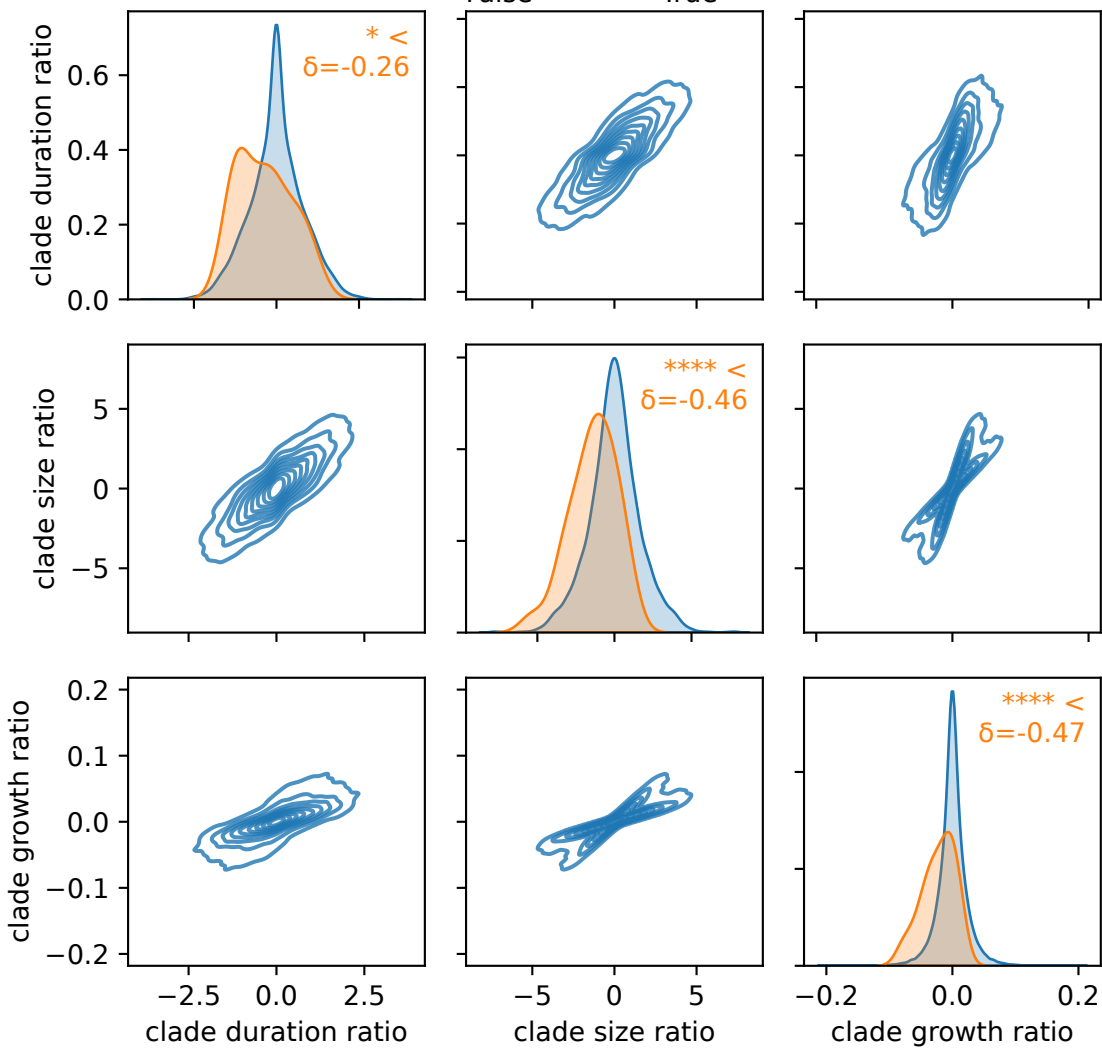 False True
clade duration ratio
0.6
0.4
0.2
0.0
* <
δ=-0.26
clade size ratio
5
0
−5
**** <
δ=-0.46
clade growth ratio
0.2
0.1
0.0
−0.1
−0.2
**** <
δ=-0.47
−2.5 0.0 2.5
−5 0 5
−0.2 0.0 0.2
clade duration ratio
clade size ratio
clade growth ratio